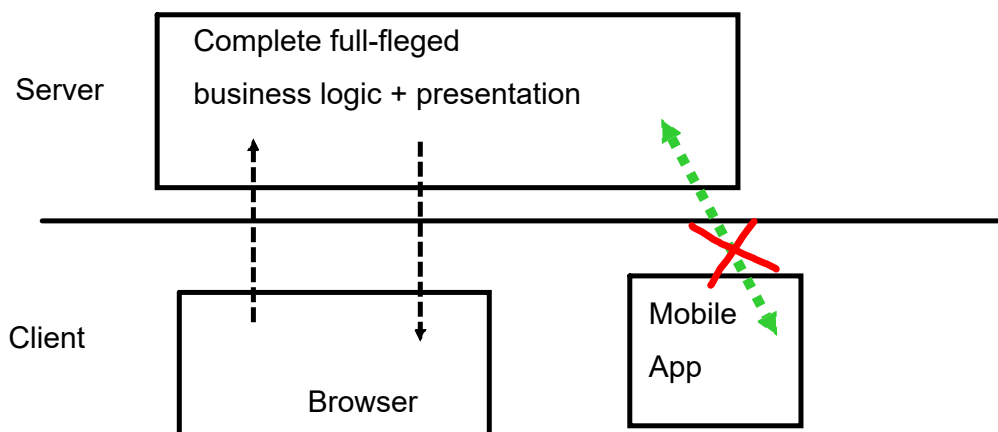 Complete full-fleged
Server
business logic + presentation
Mobile
Client
App
Browser